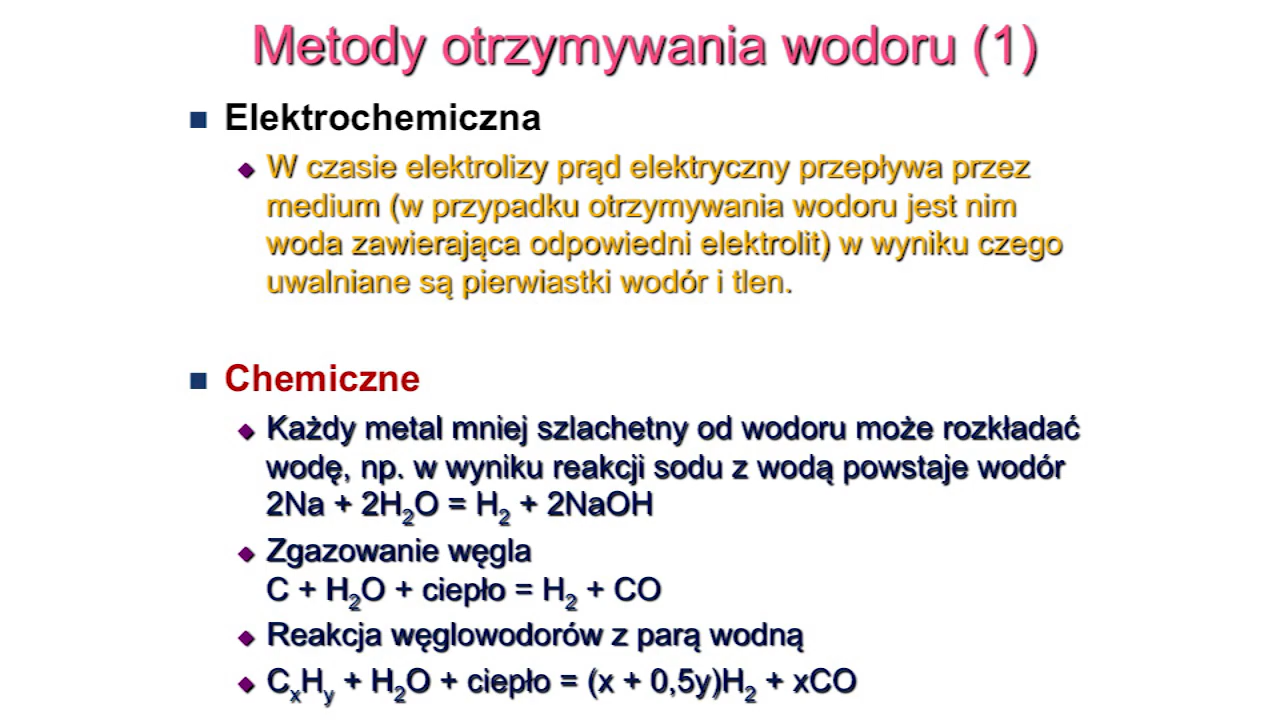 Metody otrzymywania wodoru (1)
Elektrochemiczna
W czasie elektrolizy prąd elektryczny przepływa przez
medium (w przypadku otrzymywania wodoru jest nim
woda zawierająca odpowiedni elektrolit) w wyniku czego
uwalniane są pierwiastki wodór i tlen.
Chemiczne
Każdy metal mniej szlachetny od wodoru może rozkładać
wodę, np. w wyniku reakcji sodu z wodą powstaje wodór
2Na + 2H₂O = H₂ + 2NaOH
Zgazowanie węgla
C + H₂O + ciepło = H₂ + CO
Reakcja węglowodorów z parą wodną
CₓHᵧ + H₂O + ciepło = (x + 0,5y)H₂ + xCO